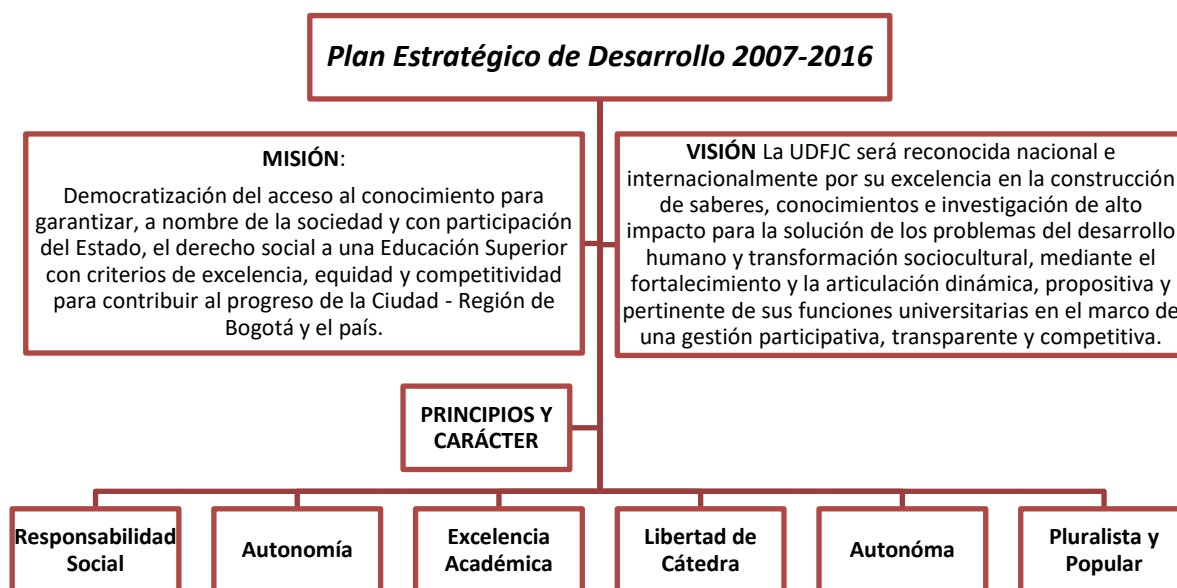 Plan Estratégico de Desarrollo 2007-2016
MISIÓN:
Democratización del acceso al conocimiento para
garantizar, a nombre de la sociedad y con participación
del Estado, el derecho social a una Educación Superior
con criterios de excelencia, equidad y competitividad
para contribuir al progreso de la Ciudad - Región de
Bogotá y el país.
VISIÓN La UDFJC será reconocida nacional e
internacionalmente por su excelencia en la construcción
de saberes, conocimientos e investigación de alto
impacto para la solución de los problemas del desarrollo
humano y transformación sociocultural, mediante el
fortalecimiento y la articulación dinámica, propositiva y
pertinente de sus funciones universitarias en el marco de
una gestión participativa, transparente y competitiva.
PRINCIPIOS Y
CARÁCTER
Responsabilidad
Social
Autonomía
Excelencia
Académica
Libertad de
Cátedra
Autonóma
Pluralista y
Popular